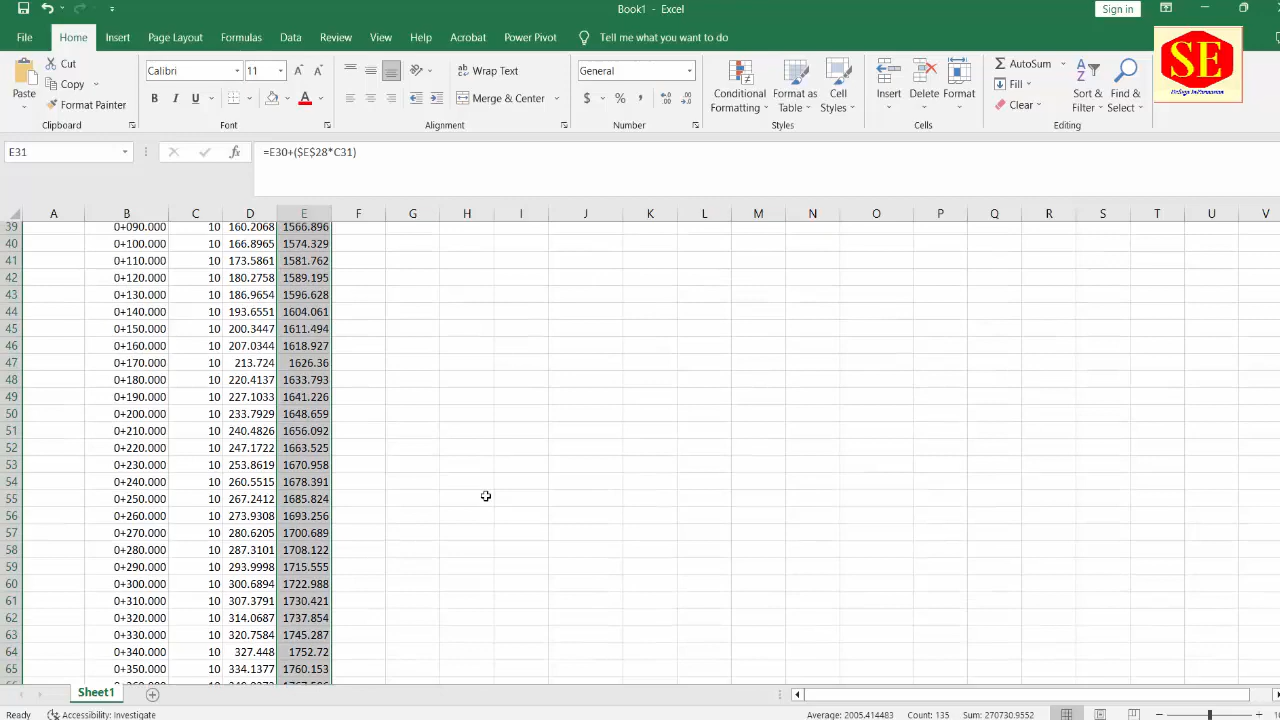 Book1 - Excel
Sign in
File Home Insert Page Layout Formulas Data Review View Help Acrobat Power Pivot Tell me what you want to do
SE
Paste
Cut
Copy
Format Painter
Clipboard
Calibri 11
B I U
Font
Wrap Text
Merge & Center
Alignment
General
$ % ,
Number
Conditional Formatting
Format as Table
Cell Styles
Styles
Insert
Delete
Format
Cells
AutoSum
Fill
Clear
Sort & Filter
Find & Select
Editing
E31 fx =E30+($E$28*C31)
A B C D E F G H I J K L M N O P Q R S T U V
39 0+090.000 10 160.2068 1566.896
40 0+100.000 10 166.8965 1574.329
41 0+110.000 10 173.5861 1581.762
42 0+120.000 10 180.2758 1589.195
43 0+130.000 10 186.9654 1596.628
44 0+140.000 10 193.6551 1604.061
45 0+150.000 10 200.3447 1611.494
46 0+160.000 10 207.0344 1618.927
47 0+170.000 10 213.724 1626.36
48 0+180.000 10 220.4137 1633.793
49 0+190.000 10 227.1033 1641.226
50 0+200.000 10 233.7929 1648.659
51 0+210.000 10 240.4826 1656.092
52 0+220.000 10 247.1722 1663.525
53 0+230.000 10 253.8619 1670.958
54 0+240.000 10 260.5515 1678.391
55 0+250.000 10 267.2412 1685.824
56 0+260.000 10 273.9308 1693.256
57 0+270.000 10 280.6205 1700.689
58 0+280.000 10 287.3101 1708.122
59 0+290.000 10 293.9998 1715.555
60 0+300.000 10 300.6894 1722.988
61 0+310.000 10 307.3791 1730.421
62 0+320.000 10 314.0687 1737.854
63 0+330.000 10 320.7584 1745.287
64 0+340.000 10 327.448 1752.72
65 0+350.000 10 334.1377 1760.153
Sheet1
Ready Accessibility: Investigate Average: 2005.414483 Count: 135 Sum: 270730.9552